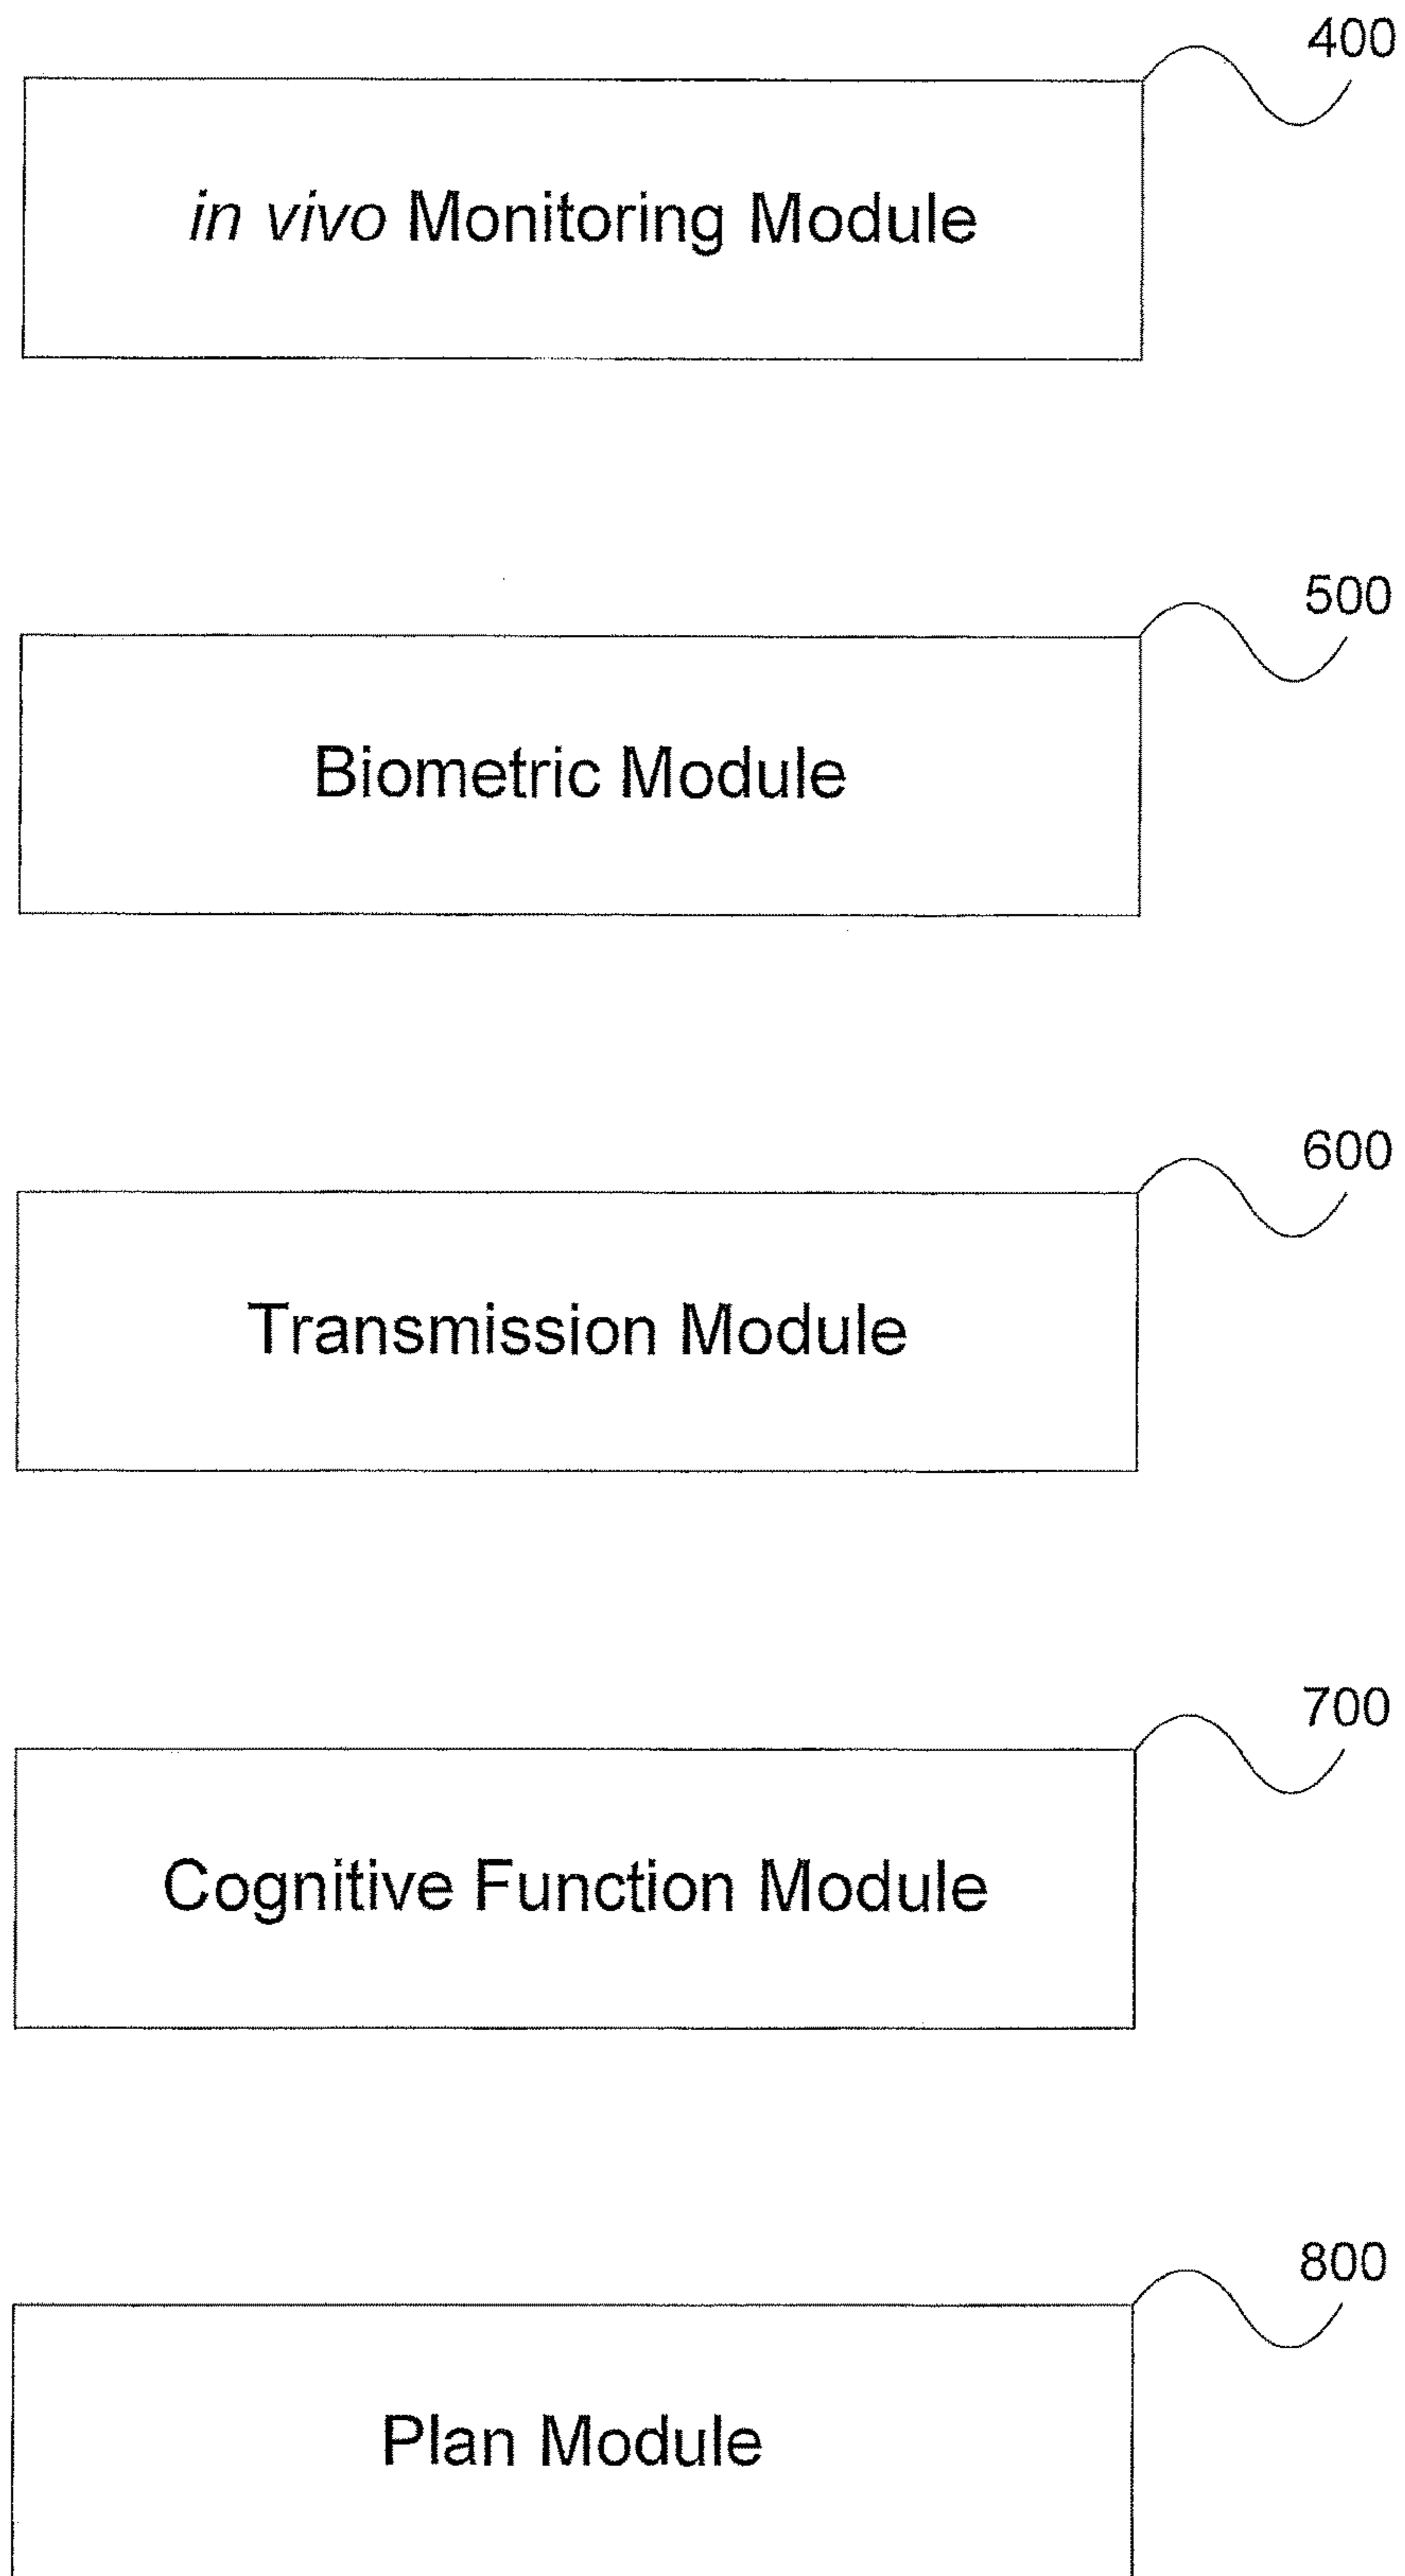 400
in vivo Monitoring Module
500
Biometric Module
600
Transmission Module
700
Cognitive Function Module
800
Plan Module